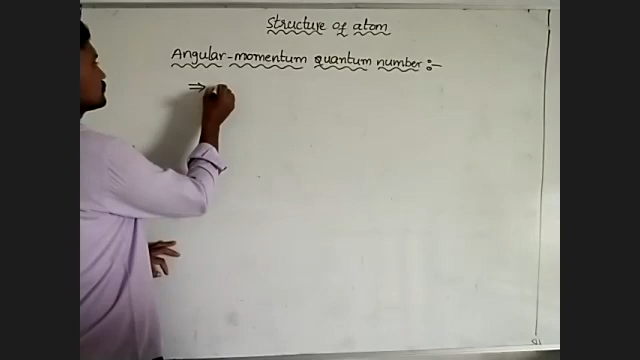 Structure of atom
Angular-momentum quantum number :-
⇒